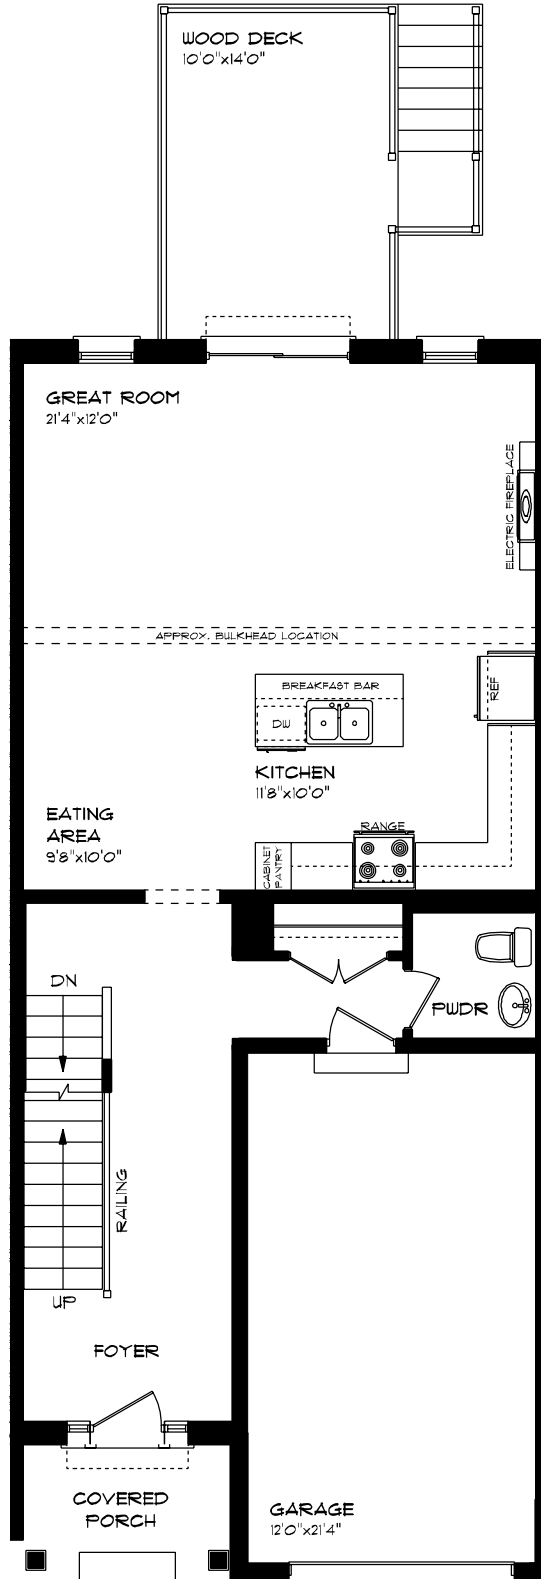 WOOD DECK
10'0"x14'0"
GREAT ROOM
21'4"x12'0"
ELECTRIC FIREPLACE
APPROX. BULKHEAD LOCATION
BREAKFAST BAR
REF
DW
KITCHEN
11'8"x10'0"
EATING
AREA
9'8"x10'0"
RANGE
CABINET
PANTRY
DN
PWDR
RAILING
UP
FOYER
COVERED
PORCH
GARAGE
12'0"x21'4"